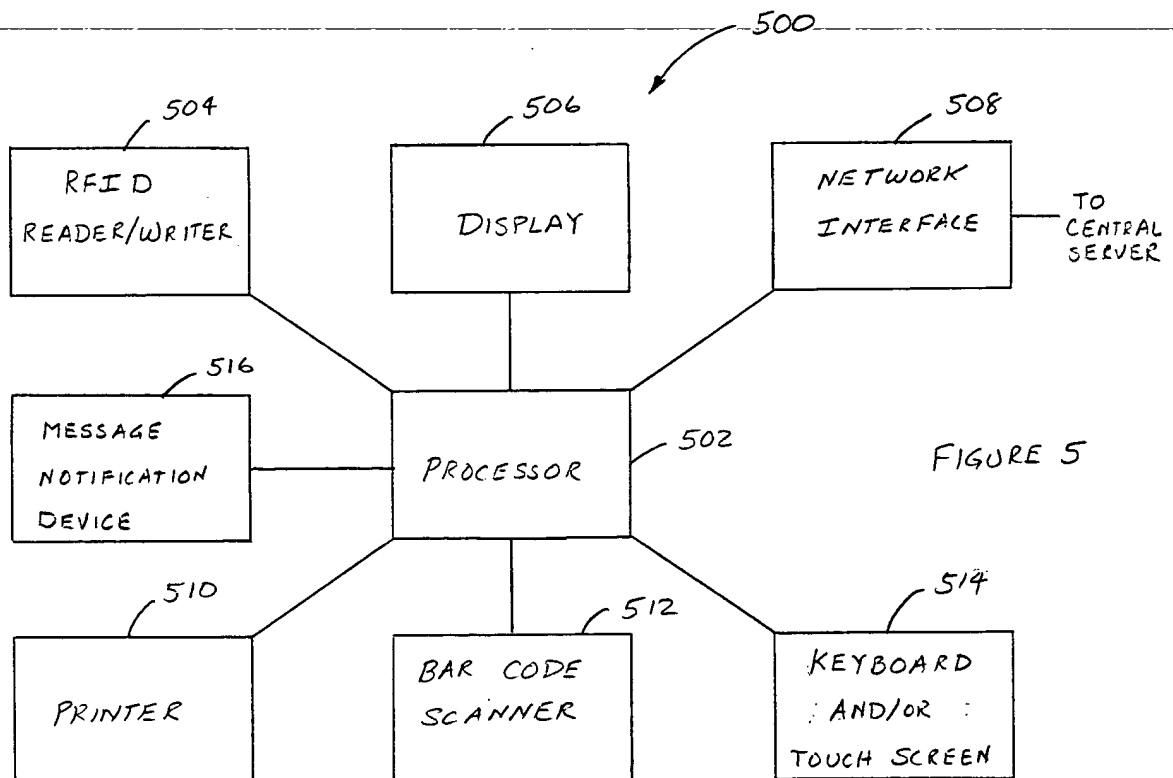 500
504
506
508
RFID
READER/WRITER
DISPLAY
NETWORK
INTERFACE
TO
CENTRAL
SERVER
516
MESSAGE
NOTIFICATION
DEVICE
PROCESSOR
502
FIGURE 5
510
512
514
PRINTER
BAR CODE
SCANNER
KEYBOARD
AND/OR
TOUCH SCREEN